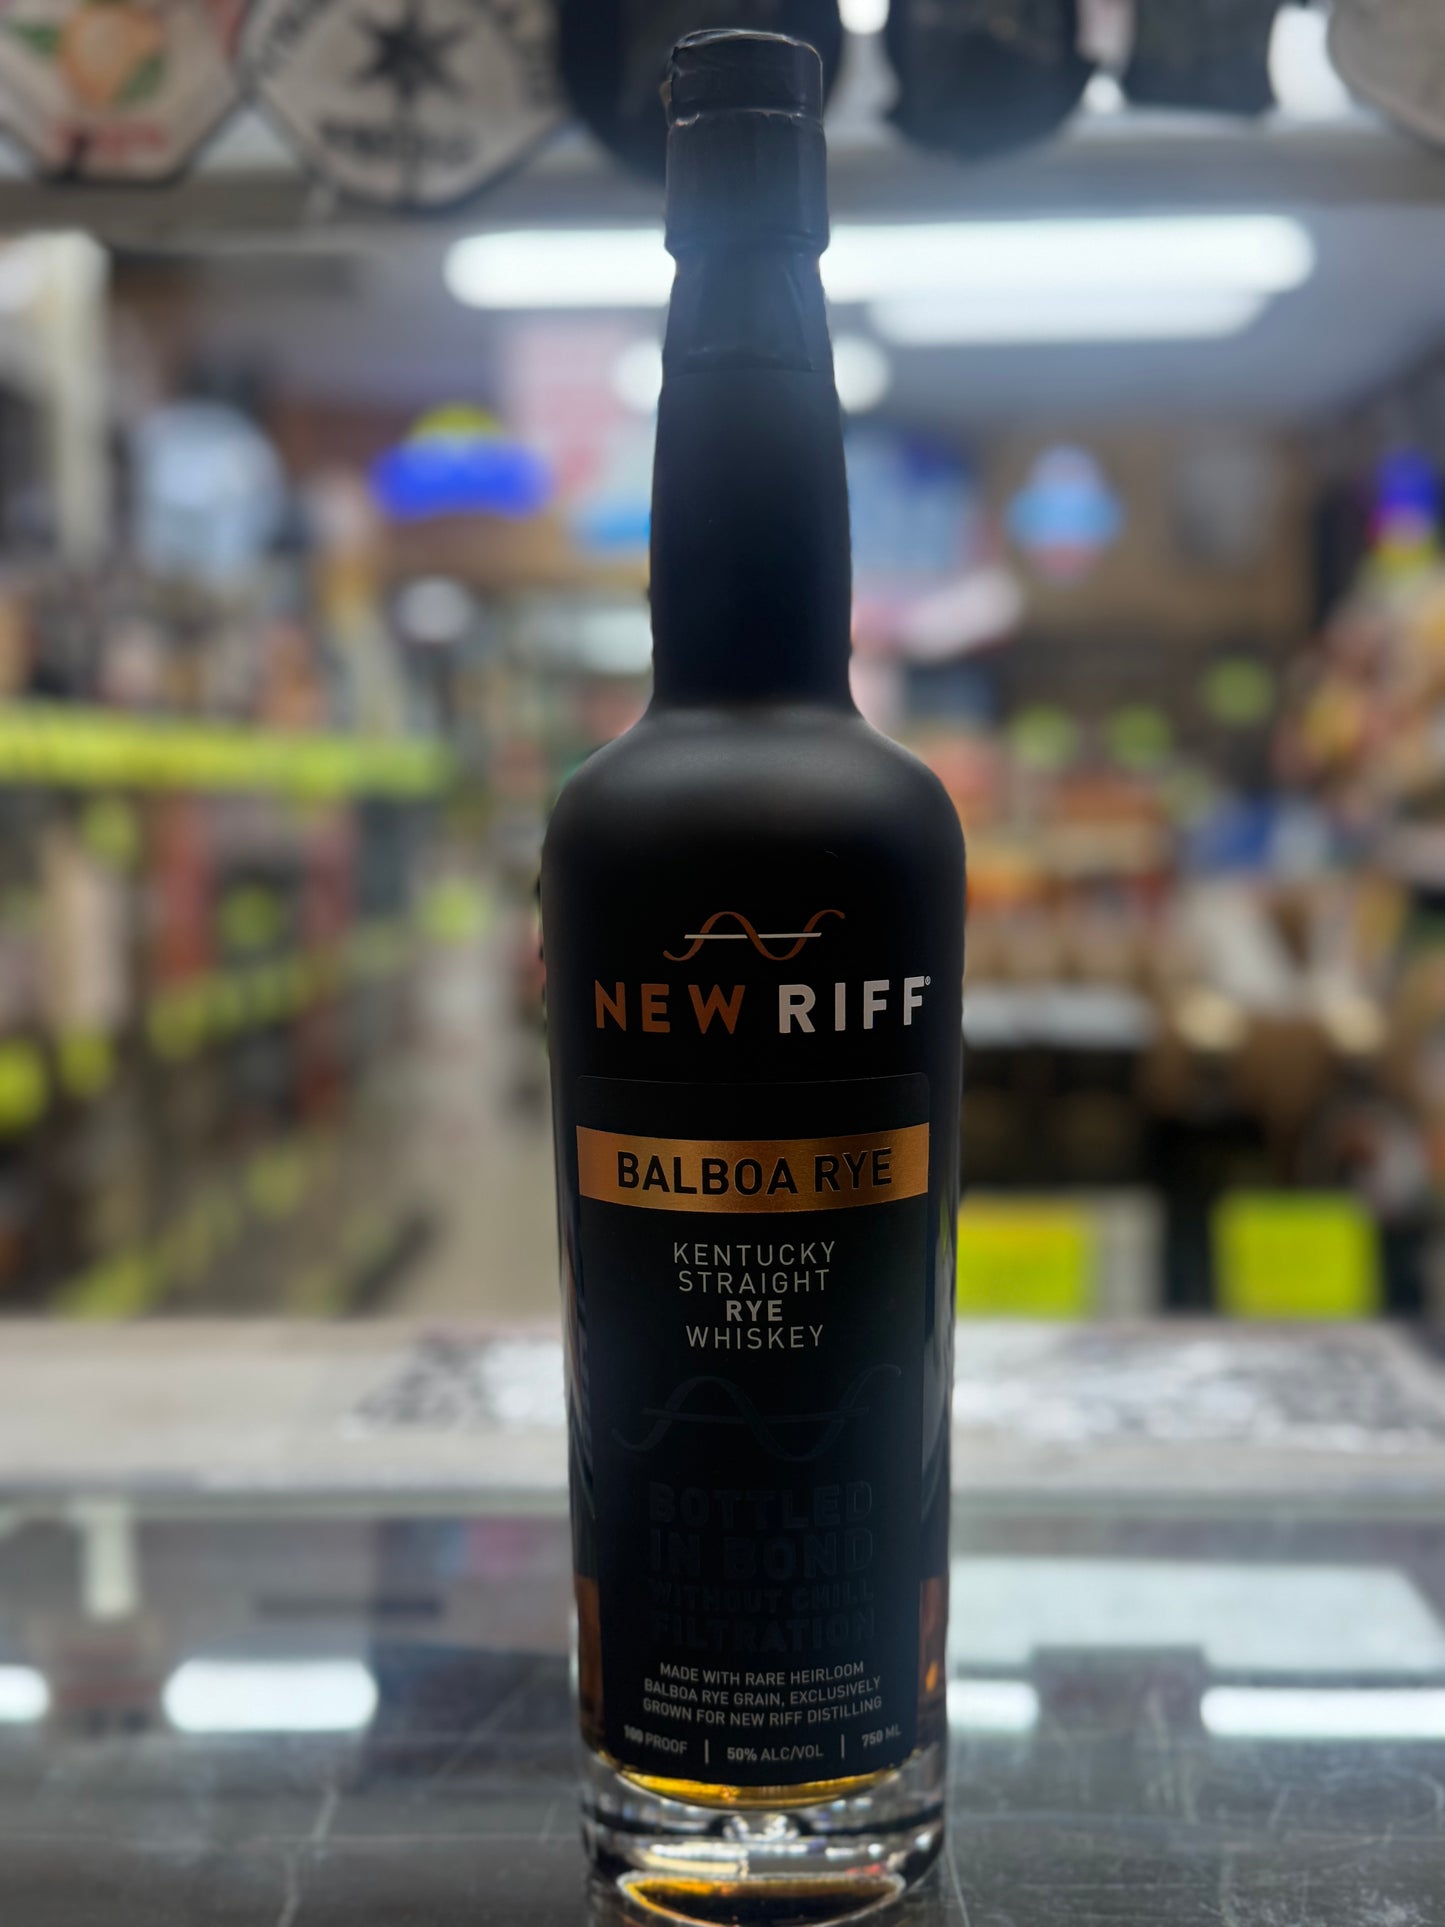 NEW RIFF®
BALBOA RYE
KENTUCKY
STRAIGHT
RYE
WHISKEY
BOTTLED
IN BOND
WITHOUT CHILL
FILTRATION
MADE WITH RARE HEIRLOOM
BALBOA RYE GRAIN, EXCLUSIVELY
GROWN FOR NEW RIFF DISTILLING
100 PROOF | 50% ALC/VOL | 750 ML